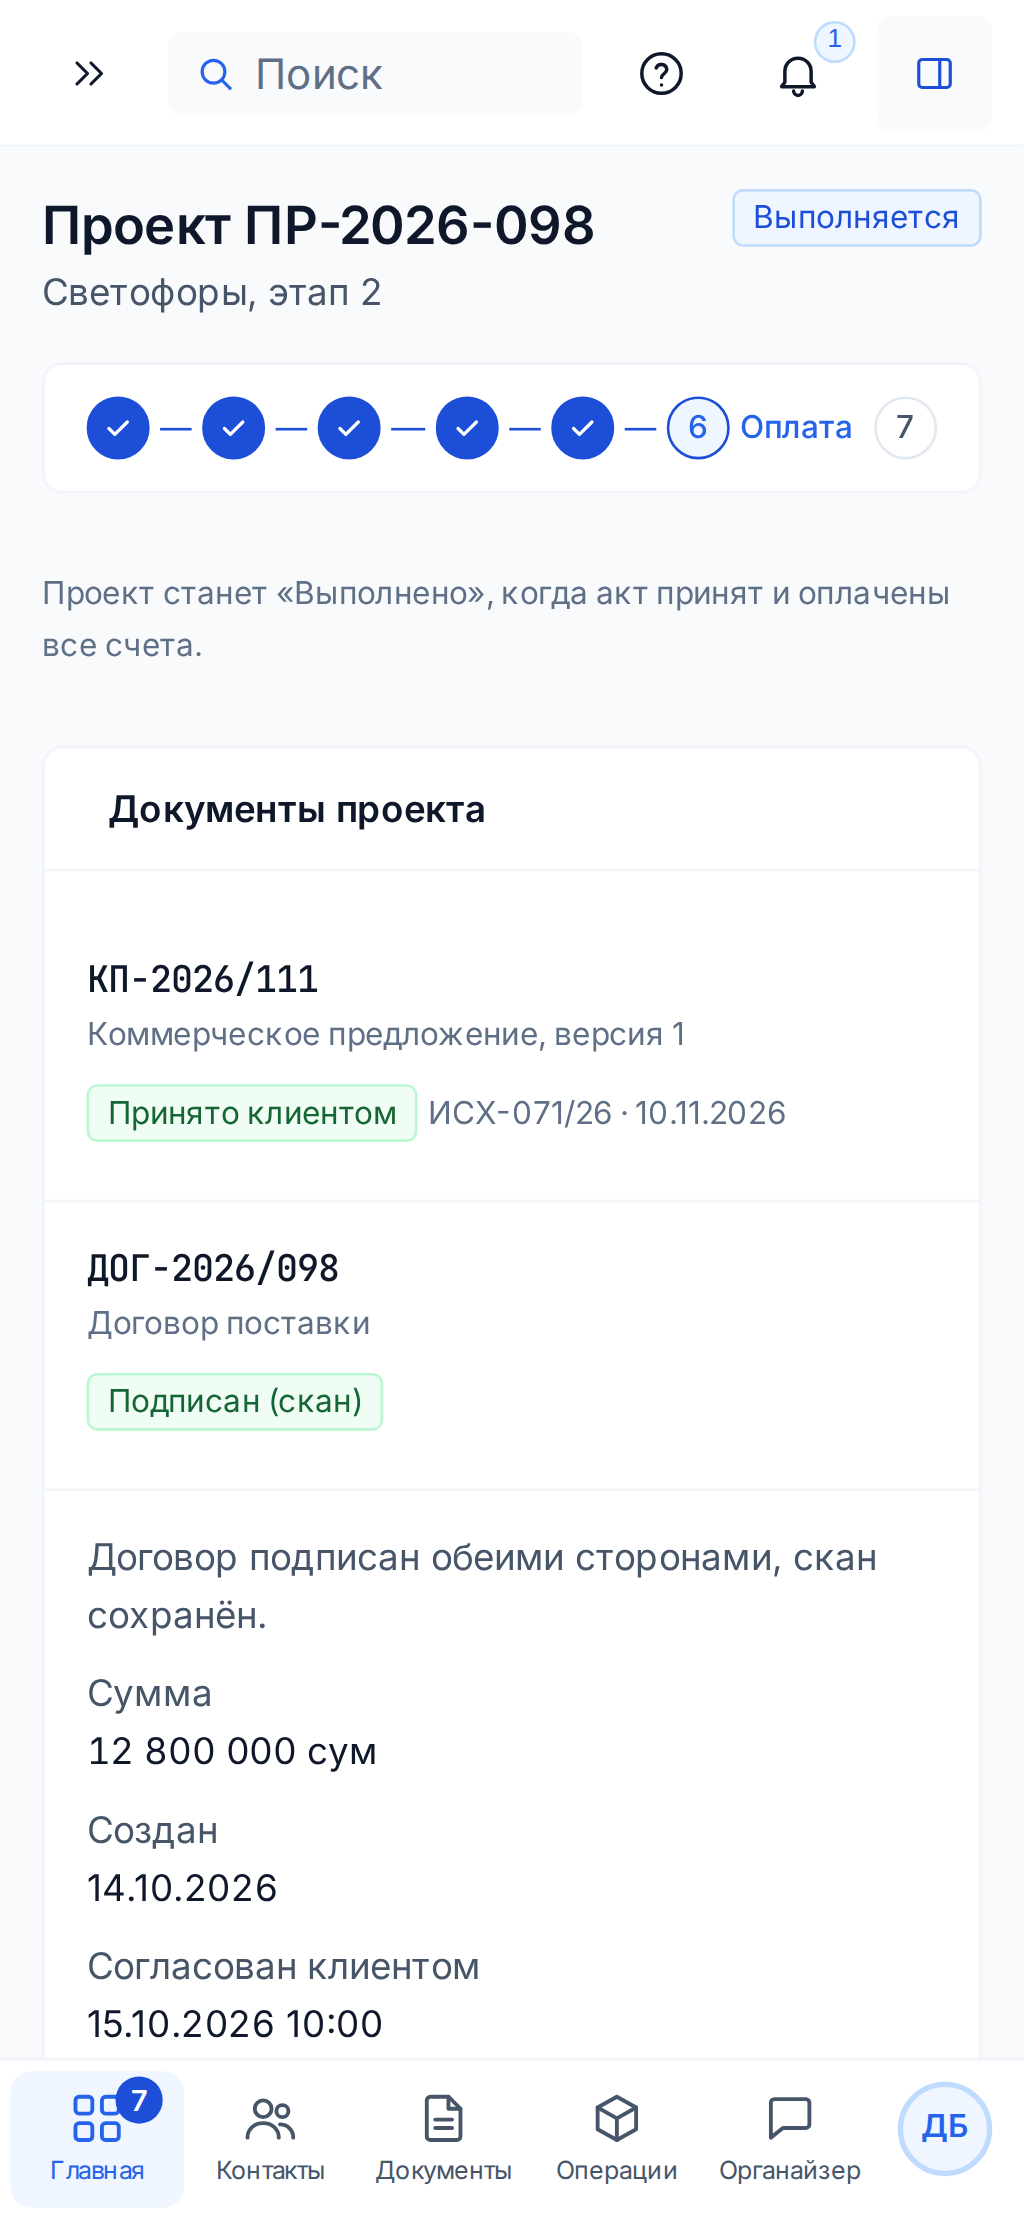 Поиск
1
Проект ПР-2026-098
Выполняется
Светофоры, этап 2
6 Оплата 7
Проект станет «Выполнено», когда акт принят и оплачены
все счета.
Документы проекта
КП-2026/111
Коммерческое предложение, версия 1
Принято клиентом ИСХ-071/26 · 10.11.2026
ДОГ-2026/098
Договор поставки
Подписан (скан)
Договор подписан обеими сторонами, скан
сохранён.
Сумма
12 800 000 сум
Создан
14.10.2026
Согласован клиентом
15.10.2026 10:00
7
Главная Контакты Документы Операции Органайзер ДБ